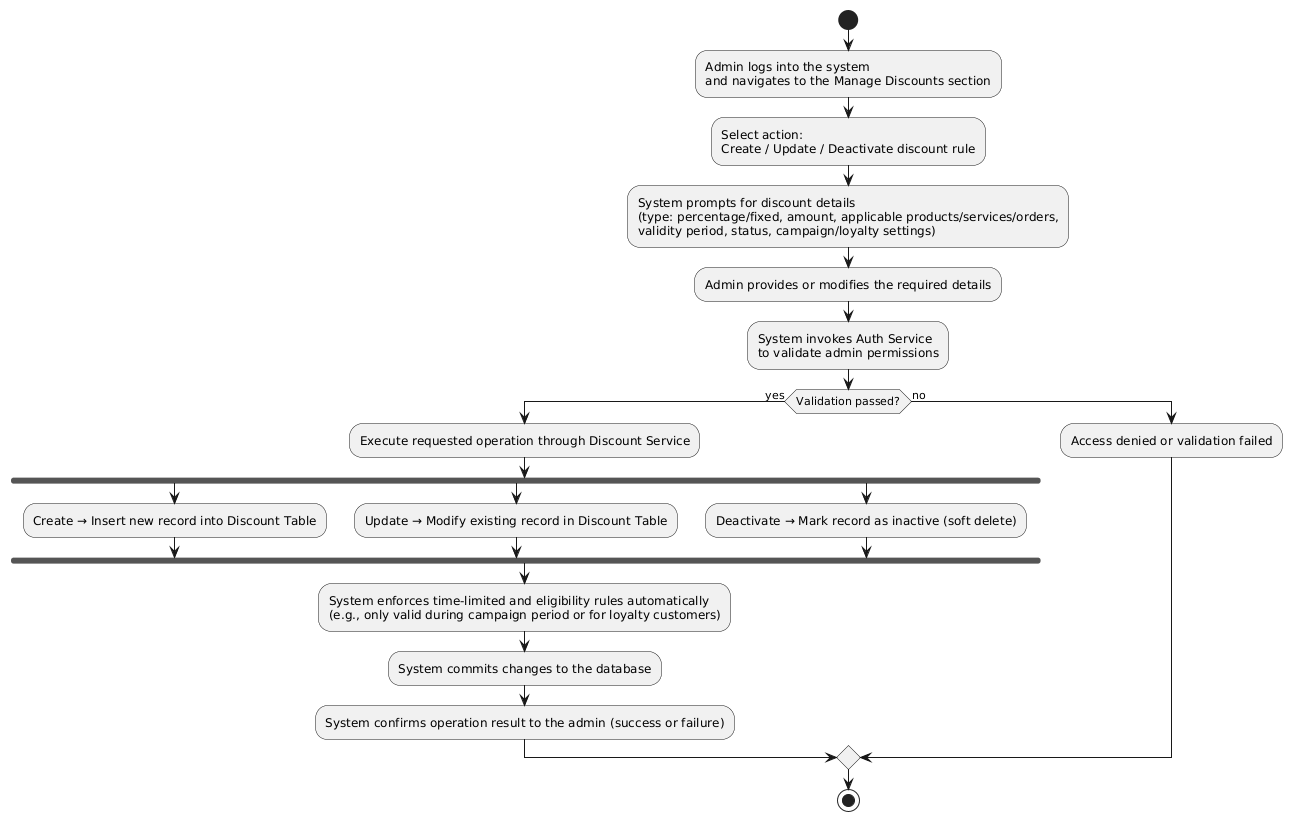 Admin logs into the system
and navigates to the Manage Discounts section
Select action:
Create / Update / Deactivate discount rule
System prompts for discount details
(type: percentage/fixed, amount, applicable products/services/orders,
validity period, status, campaign/loyalty settings)
Admin provides or modifies the required details
System invokes Auth Service
to validate admin permissions
yes
Validation passed?
no
Execute requested operation through Discount Service
Access denied or validation failed
Create → Insert new record into Discount Table
Update → Modify existing record in Discount Table
Deactivate → Mark record as inactive (soft delete)
System enforces time-limited and eligibility rules automatically
(e.g., only valid during campaign period or for loyalty customers)
System commits changes to the database
System confirms operation result to the admin (success or failure)